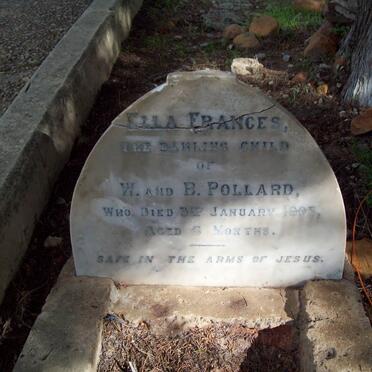 Ella Frances,
The Darling Child
of
W. and B. Pollard,
Who Died January
Aged Months.
Safe in the arms of Jesus.